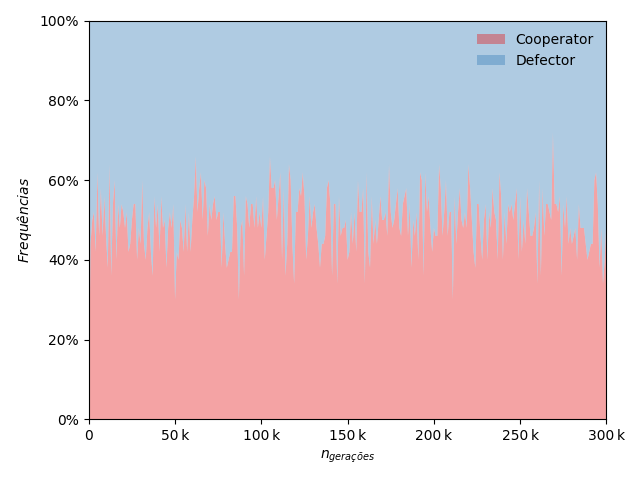 100%
80%
60%
40%
20%
0%
Frequências
Cooperator
Defector
0
50 k
100 k
150 k
200 k
250 k
300 k
n_gerações